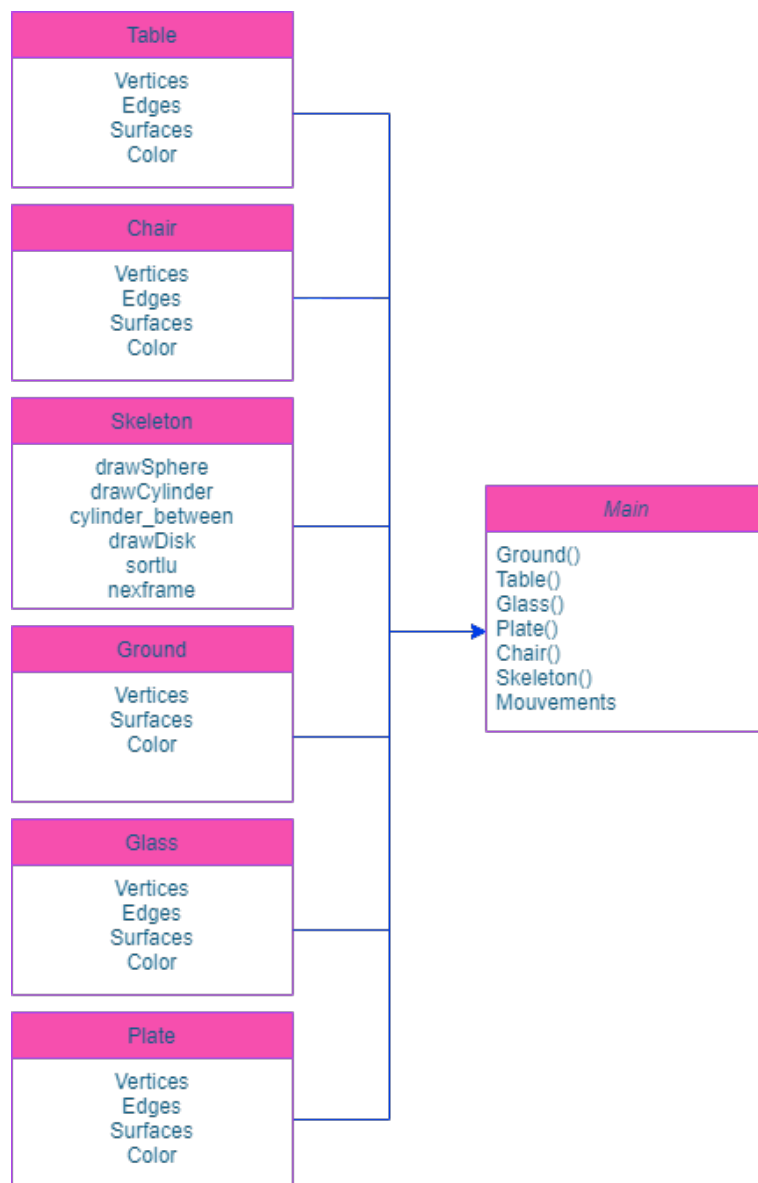 Table
Vertices
Edges
Surfaces
Color
Chair
Vertices
Edges
Surfaces
Color
Skeleton
drawSphere
drawCylinder
cylinder_between
drawDisk
sortlu
nexframe
Ground
Vertices
Surfaces
Color
Glass
Vertices
Edges
Surfaces
Color
Plate
Vertices
Edges
Surfaces
Color
Main
Ground()
Table()
Glass()
Plate()
Chair()
Skeleton()
Mouvements